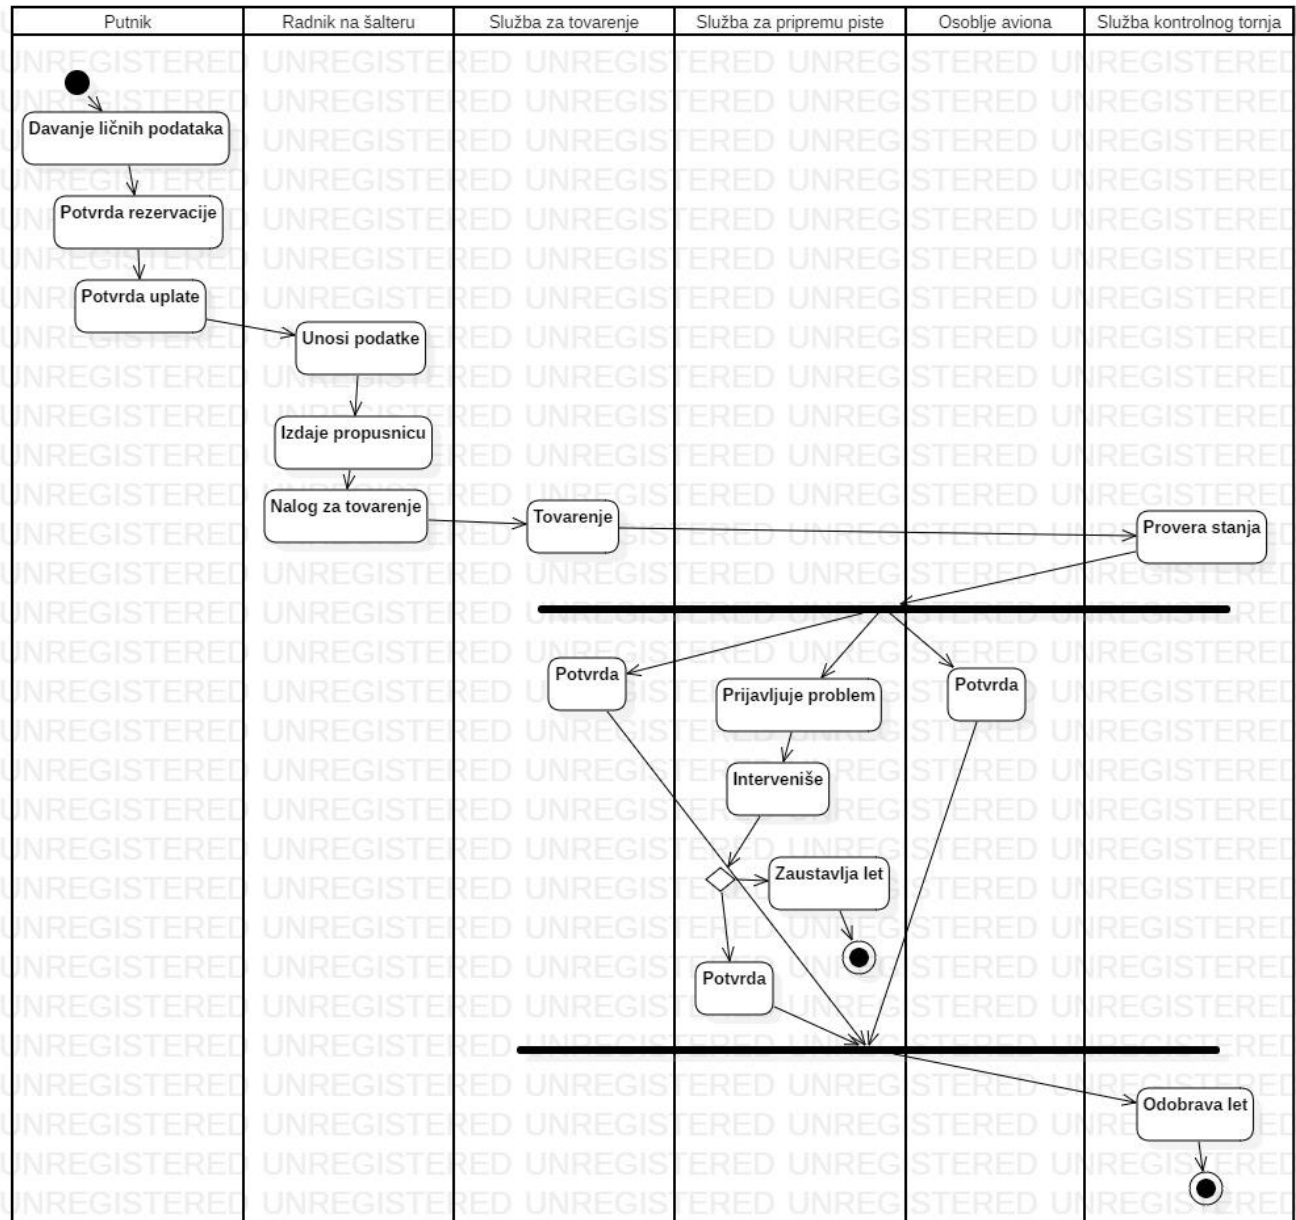 Putnik
Radnik na šalteru
Služba za tovarenje
Služba za pripremu piste
Osoblje aviona
Služba kontrolnog tornja
Davanje ličnih podataka
Potvrda rezervacije
Potvrda uplate
Unosi podatke
Izdaje propusnicu
Nalog za tovarenje
Tovarenje
Provera stanja
Potvrda
Prijavljuje problem
Potvrda
Interveniše
Zaustavlja let
Potvrda
Odobrava let
UNREGISTERED